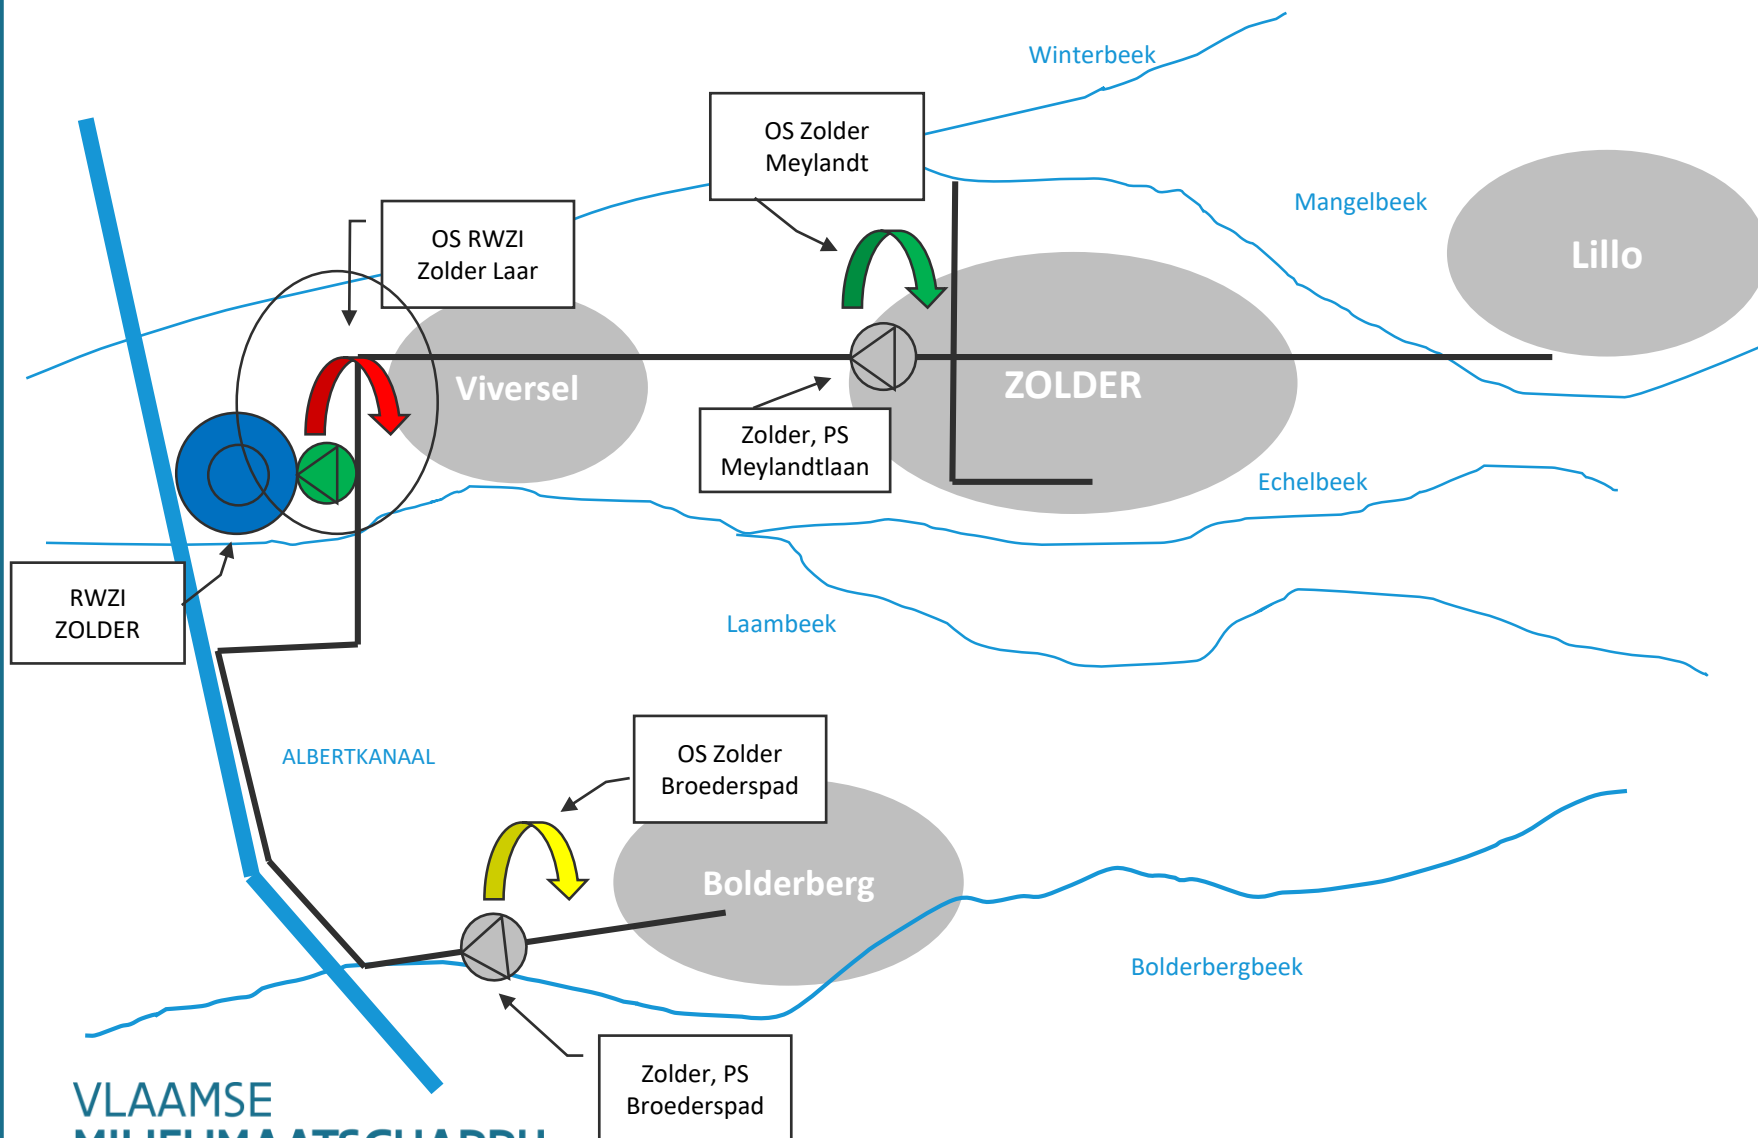 Winterbeek
OS Zolder
Meylandt
Mangelbeek
Lillo
OS RWZI
Zolder Laar
Viversel
ZOLDER
Zolder, PS
Meylandtlaan
Echelbeek
RWZI
ZOLDER
Laambeek
ALBERTKANAAL
OS Zolder
Broederspad
Bolderberg
Bolderbergbeek
Zolder, PS
Broederspad
VLAAMSE
MILIEUMAATSCHAPPIJ